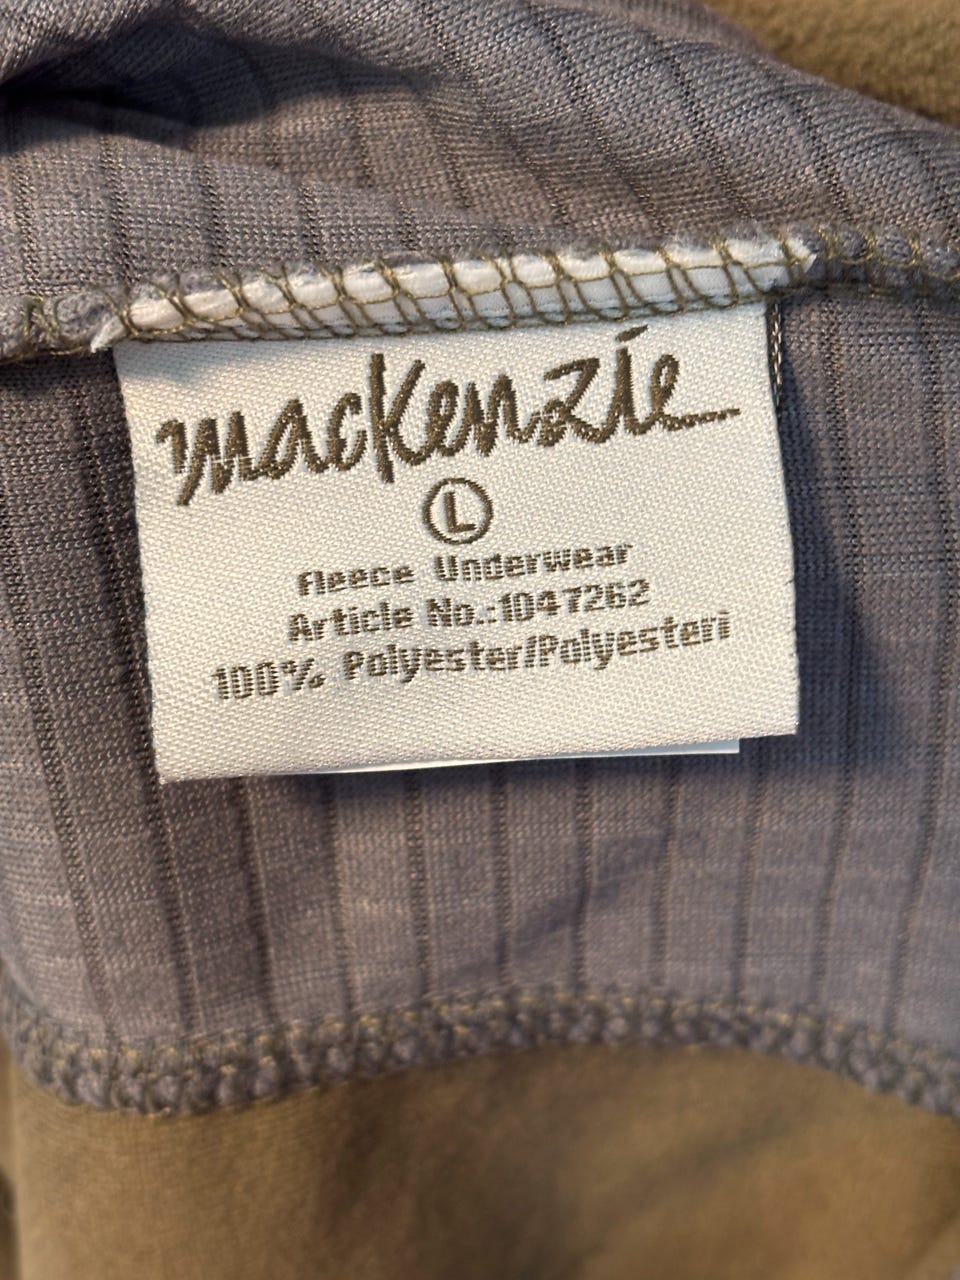 mackenzie
L
Fleece Underwear
Article No.:1047262
100% Polyester/Polyesteri